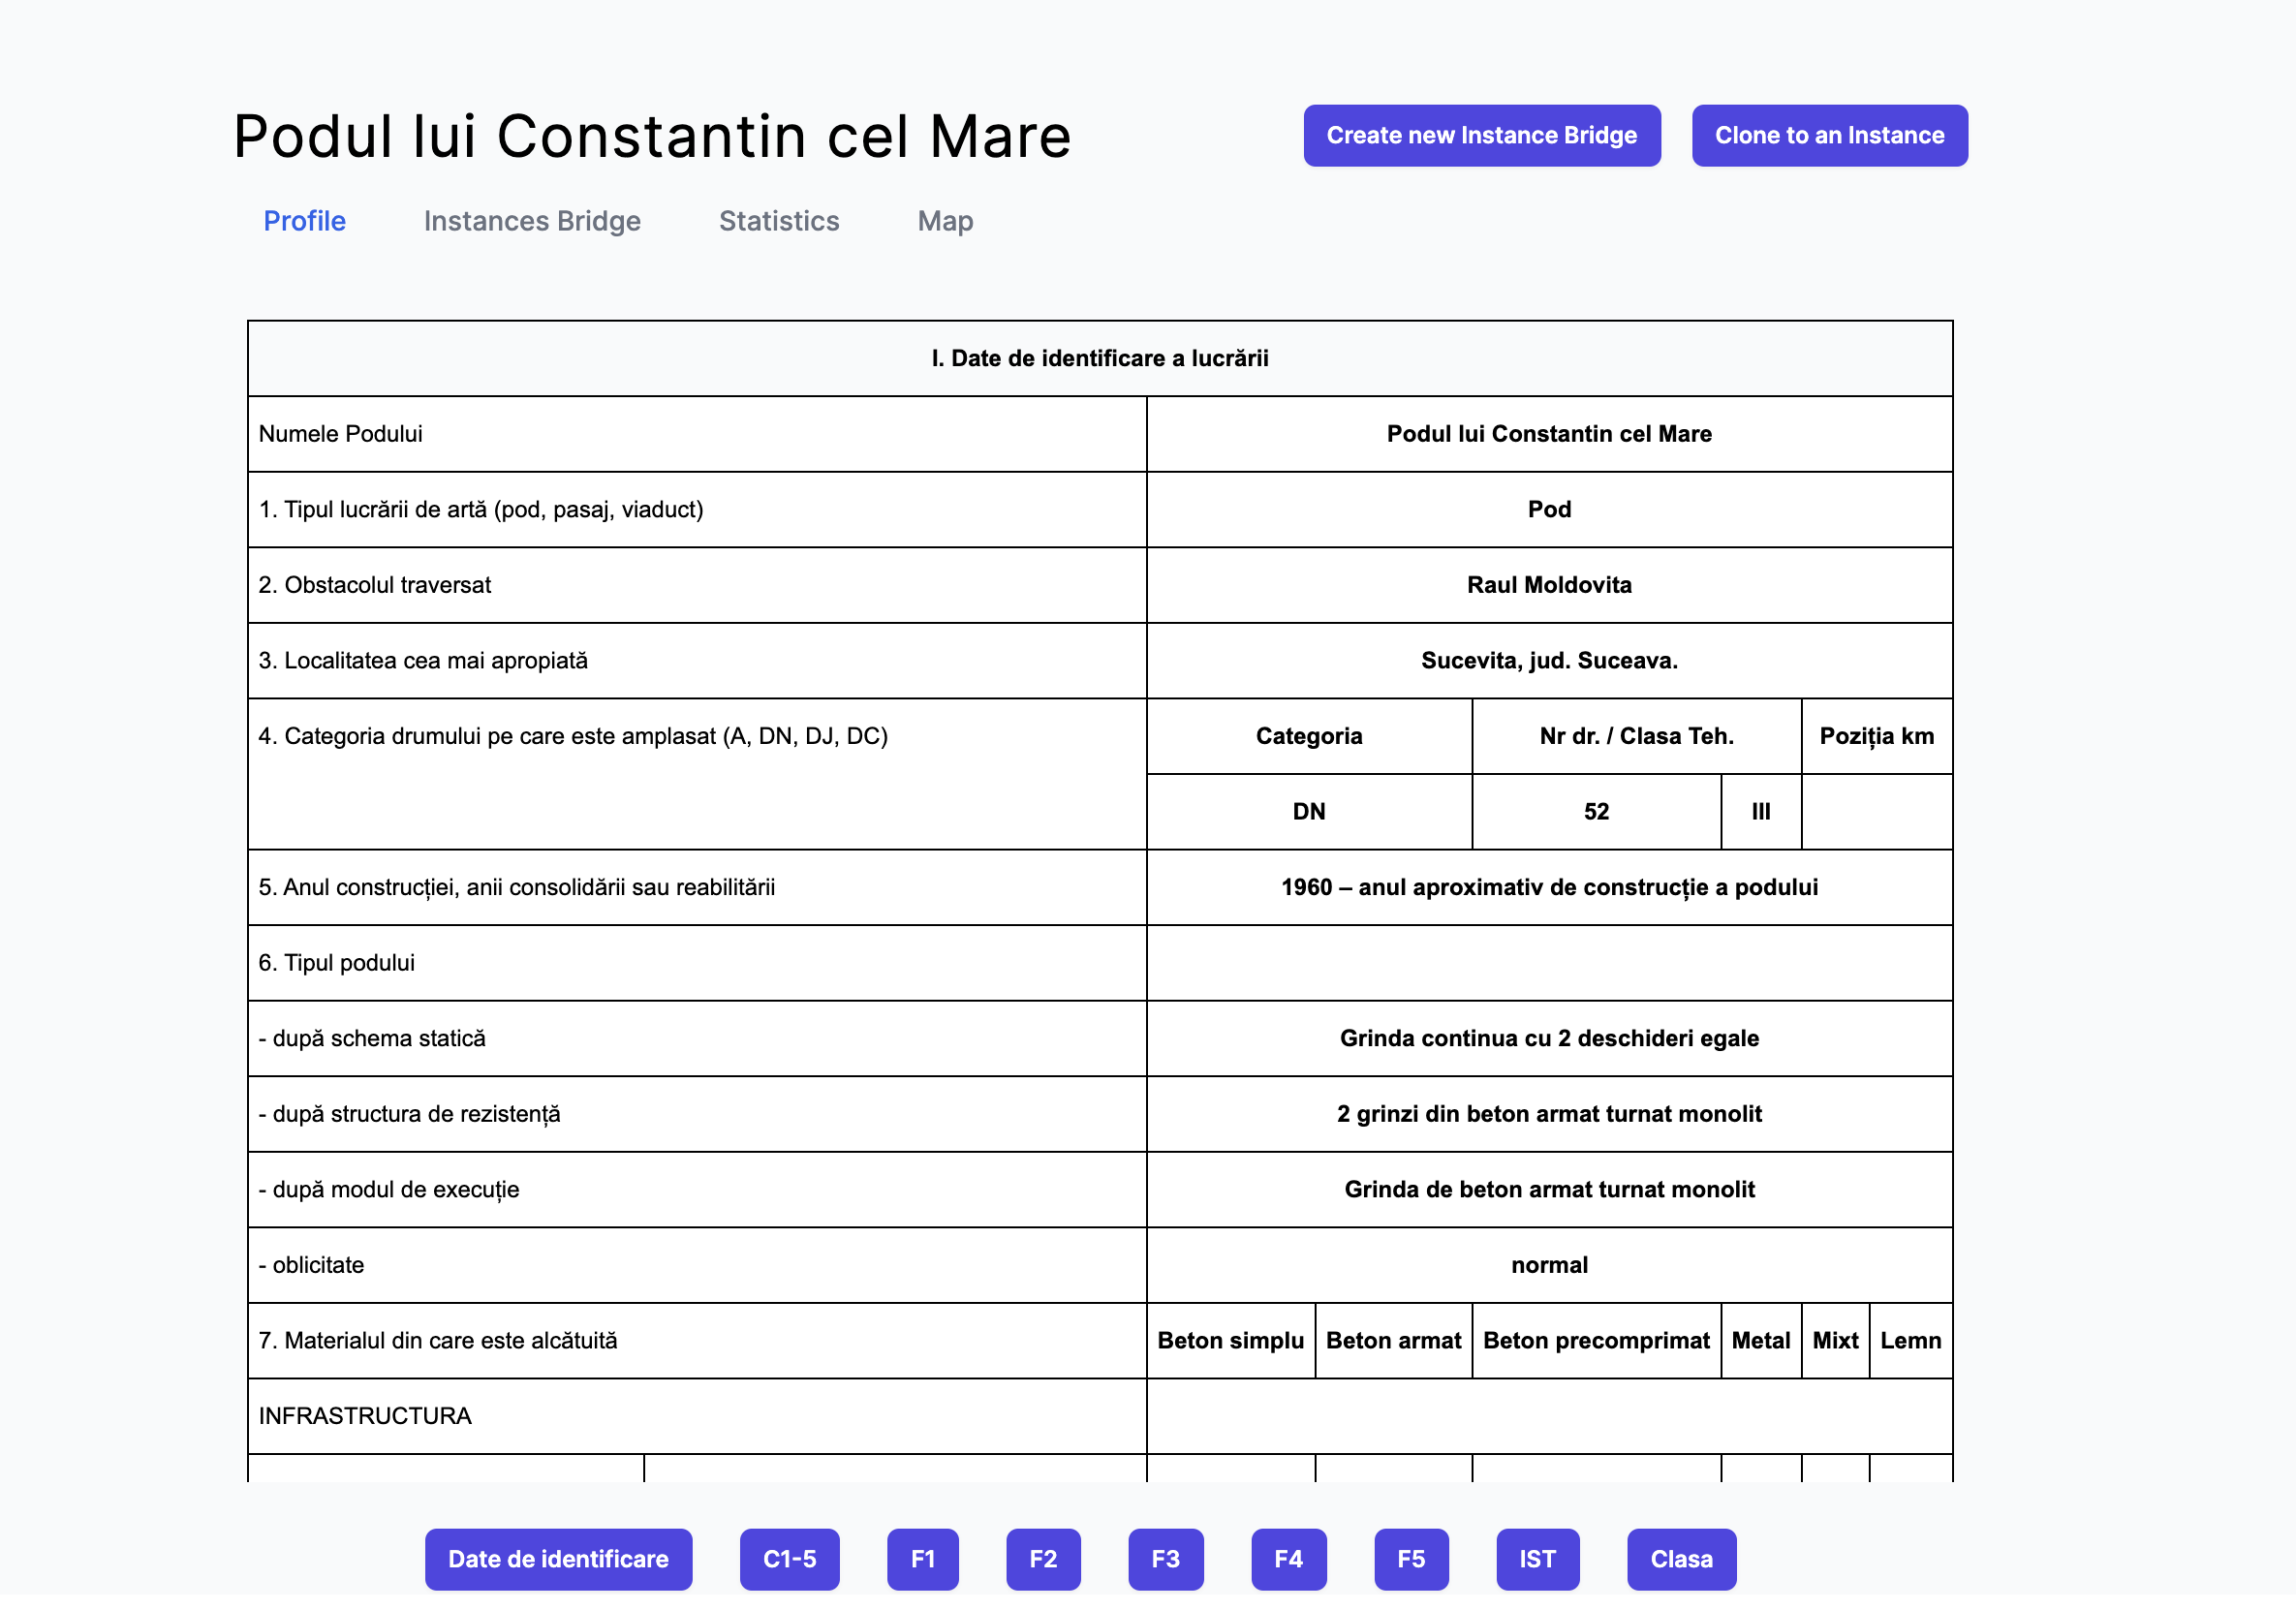 Podul lui Constantin cel Mare
Create new Instance Bridge
Clone to an Instance
Profile
Instances Bridge
Statistics
Map
I. Date de identificare a lucrării
Numele Podului
Podul lui Constantin cel Mare
1. Tipul lucrării de artă (pod, pasaj, viaduct)
Pod
2. Obstacolul traversat
Raul Moldovita
3. Localitatea cea mai apropiată
Sucevita, jud. Suceava.
4. Categoria drumului pe care este amplasat (A, DN, DJ, DC)
Categoria
Nr dr. / Clasa Teh.
Poziția km
DN
52
III
5. Anul construcției, anii consolidării sau reabilitării
1960 – anul aproximativ de construcție a podului
6. Tipul podului
- după schema statică
Grinda continua cu 2 deschideri egale
- după structura de rezistență
2 grinzi din beton armat turnat monolit
- după modul de execuție
Grinda de beton armat turnat monolit
- oblicitate
normal
7. Materialul din care este alcătuită
Beton simplu
Beton armat
Beton precomprimat
Metal
Mixt
Lemn
INFRASTRUCTURA
Date de identificare
C1-5
F1
F2
F3
F4
F5
IST
Clasa